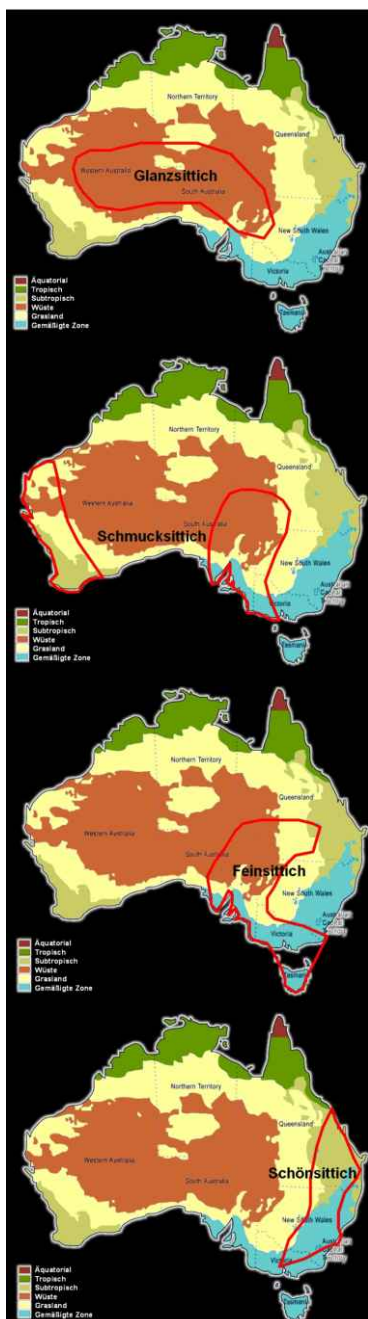 Northern Territory
Queensland
Western Australia
Glanzsittich
South Australia
New South Wales
Victoria
Tasmania
Äquatorial
Tropisch
Subtropisch
Wüste
Grasland
Gemäßigte Zone
Northern Territory
Queensland
Western Australia
South Australia
Schmucksittich
New South Wales
Victoria
Tasmania
Äquatorial
Tropisch
Subtropisch
Wüste
Grasland
Gemäßigte Zone
Northern Territory
Queensland
Western Australia
South Australia
Feinsittich
New South Wales
Victoria
Tasmania
Äquatorial
Tropisch
Subtropisch
Wüste
Grasland
Gemäßigte Zone
Northern Territory
Queensland
Western Australia
Schönsittich
South Australia
New South Wales
Victoria
Tasmania
Äquatorial
Tropisch
Subtropisch
Wüste
Grasland
Gemäßigte Zone